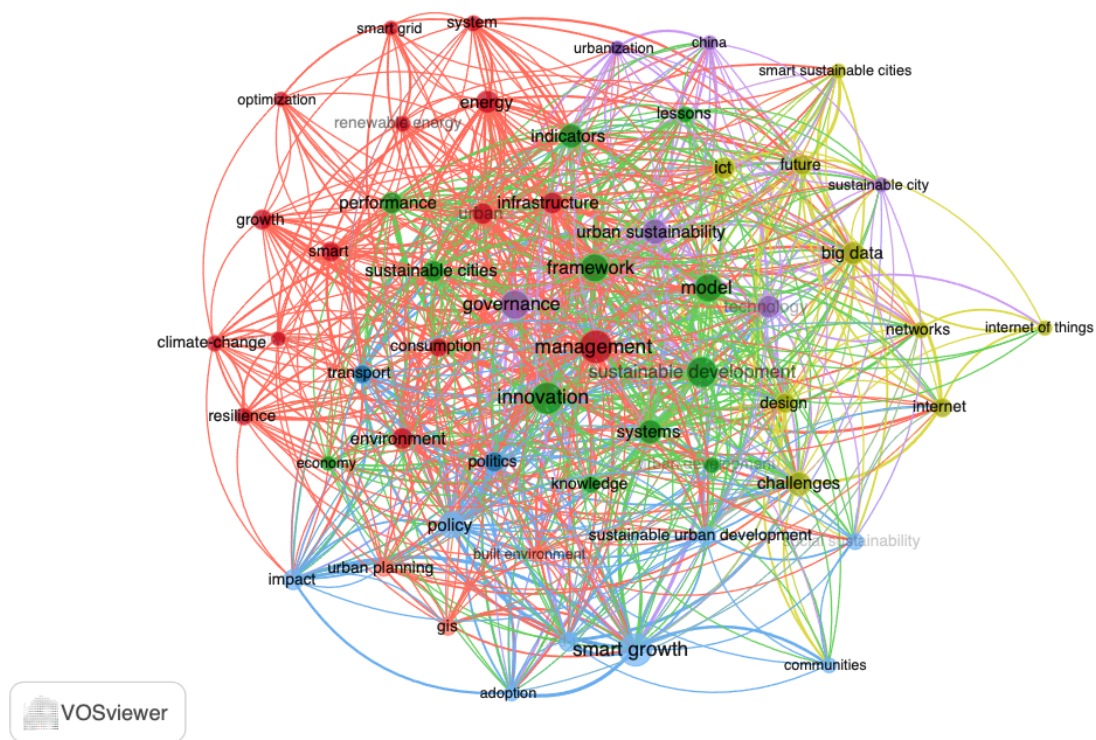 smart grid
system
urbanization
china
smart sustainable cities
optimization
energy
renewable energy
lessons
indicators
ict
future
sustainable city
performance
infrastructure
urban
growth
urban sustainability
smart
big data
sustainable cities
framework
model
governance
technology
networks
internet of things
climate-change
consumption
management
transport
sustainable development
innovation
design
internet
resilience
environment
systems
economy
politics
knowledge
challenges
policy
sustainable urban development
social sustainability
built environment
impact
urban planning
gis
smart growth
communities
adoption
VOSviewer